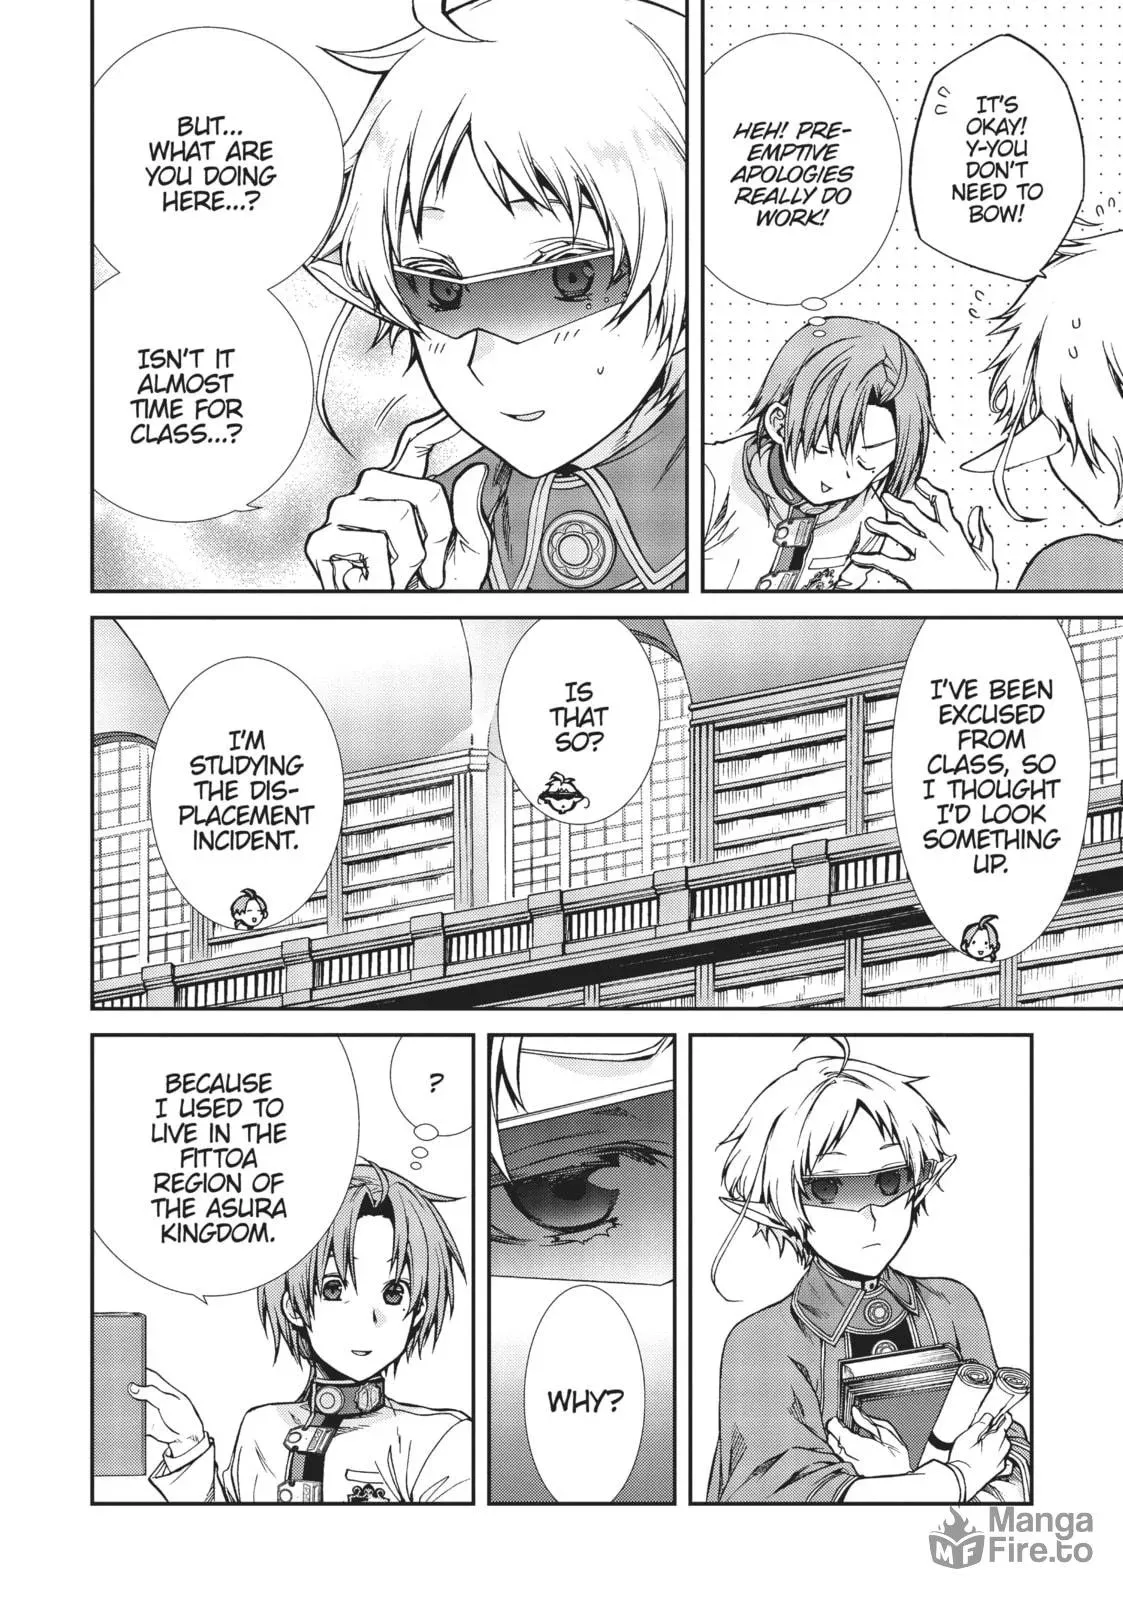 IT'S
OKAY!
Y-YOU
DON'T
NEED TO
BOW!
HEH! PRE-
EMPTIVE
APOLOGIES
REALLY DO
WORK!
BUT...
WHAT ARE
YOU DOING
HERE...?
ISN'T IT
ALMOST
TIME FOR
CLASS...?
I'VE BEEN
EXCUSED
FROM
CLASS, SO
I THOUGHT
I'D LOOK
SOMETHING
UP.
IS
THAT
SO?
I'M
STUDYING
THE DIS-
PLACEMENT
INCIDENT.
WHY?
?
BECAUSE
I USED TO
LIVE IN THE
FITTOA
REGION OF
THE ASURA
KINGDOM.
MF
Manga
Fire.to